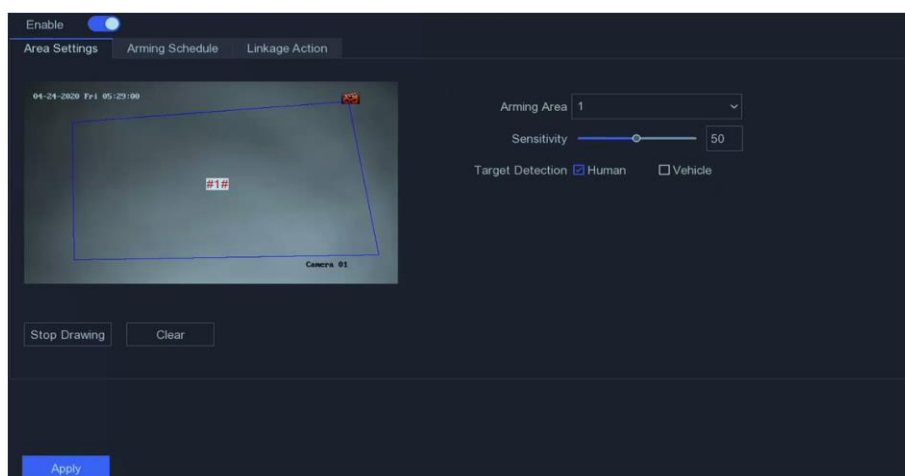 Enable
Area Settings Arming Schedule Linkage Action
04-24-2020 Fri 05:29:00
#1#
Camera 01
Arming Area 1
Sensitivity 50
Target Detection Human Vehicle
Stop Drawing Clear
Apply